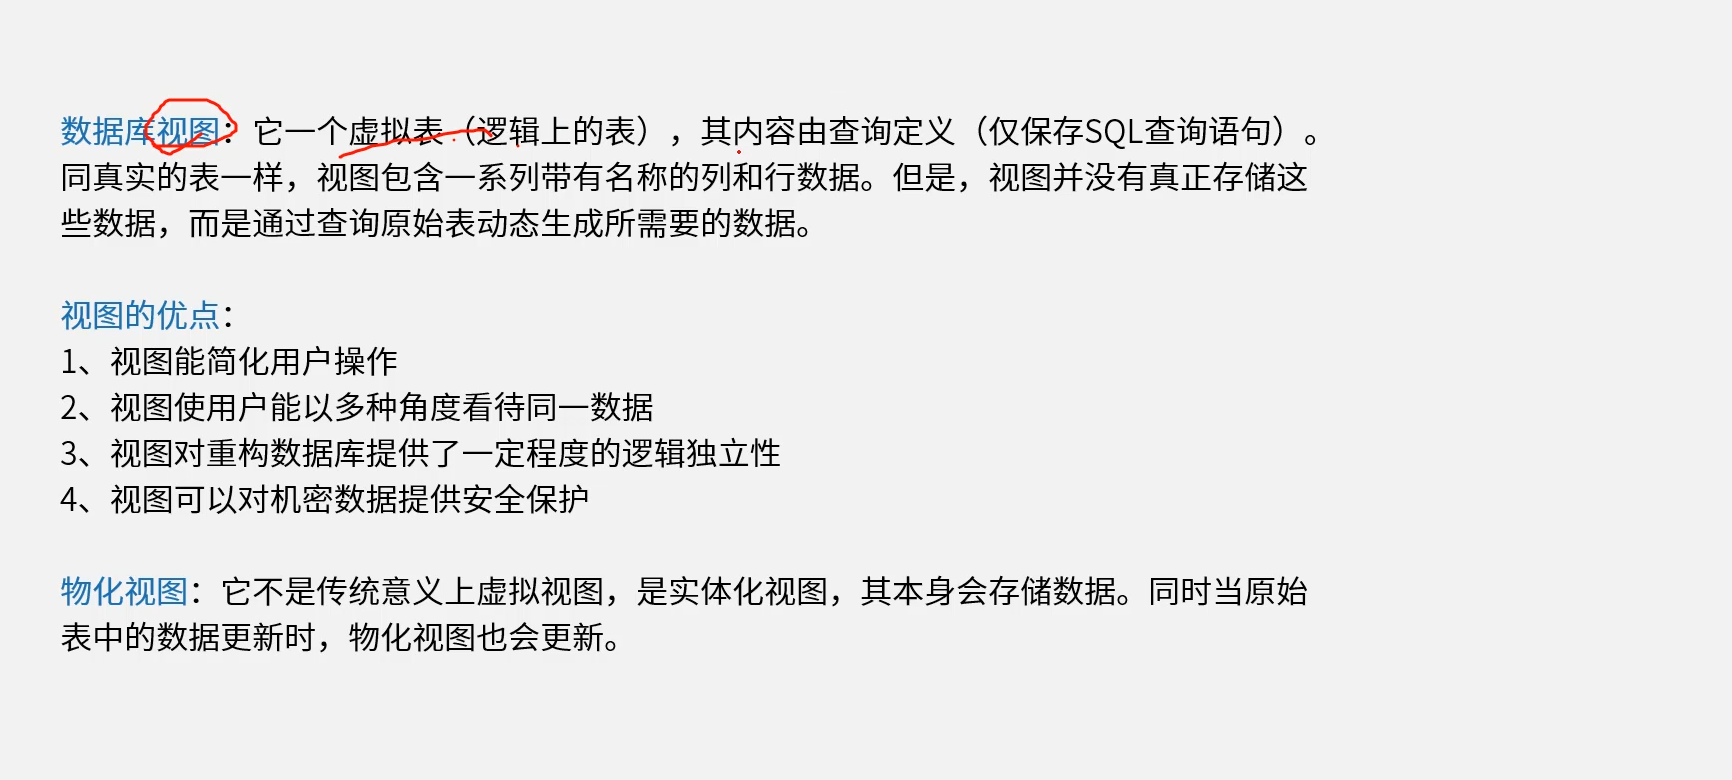 数据库视图：它一个虚拟表（逻辑上的表），其内容由查询定义（仅保存SQL查询语句）。
同真实的表一样，视图包含一系列带有名称的列和行数据。但是，视图并没有真正存储这
些数据，而是通过查询原始表动态生成所需要的数据。
视图的优点：
1、视图能简化用户操作
2、视图使用户能以多种角度看待同一数据
3、视图对重构数据库提供了一定程度的逻辑独立性
4、视图可以对机密数据提供安全保护
物化视图：它不是传统意义上虚拟视图，是实体化视图，其本身会存储数据。同时当原始
表中的数据更新时，物化视图也会更新。